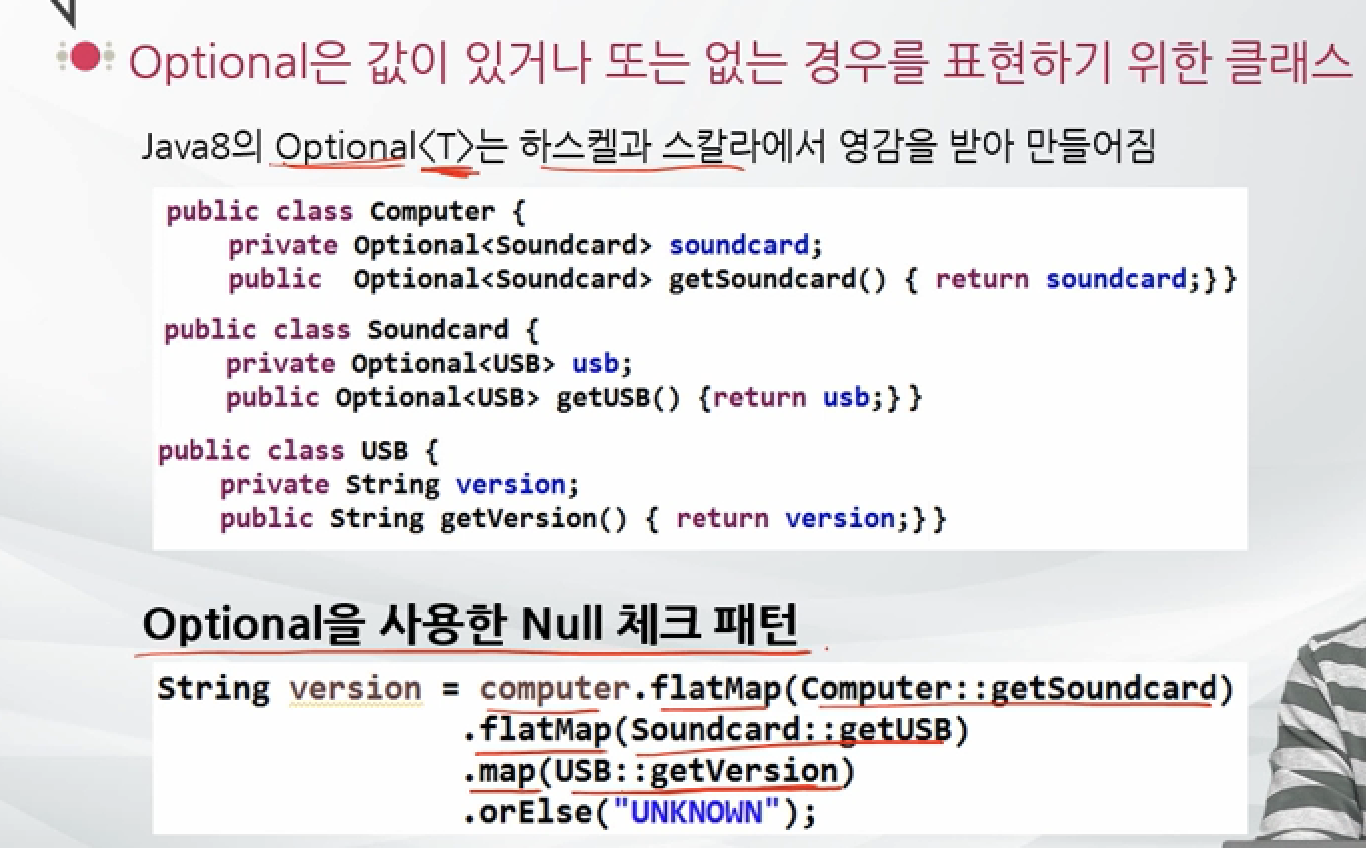 Optional은 값이 있거나 또는 없는 경우를 표현하기 위한 클래스
Java8의 Optional<T>는 하스켈과 스칼라에서 영감을 받아 만들어짐
public class Computer {
private Optional<Soundcard> soundcard;
public Optional<Soundcard> getSoundcard() { return soundcard;}}
public class Soundcard {
private Optional<USB> usb;
public Optional<USB> getUSB() {return usb;}}
public class USB {
private String version;
public String getVersion() { return version;}}
Optional을 사용한 Null 체크 패턴
String version = computer.flatMap(Computer::getSoundcard)
.flatMap(Soundcard::getUSB)
.map(USB::getVersion)
.orElse("UNKNOWN");